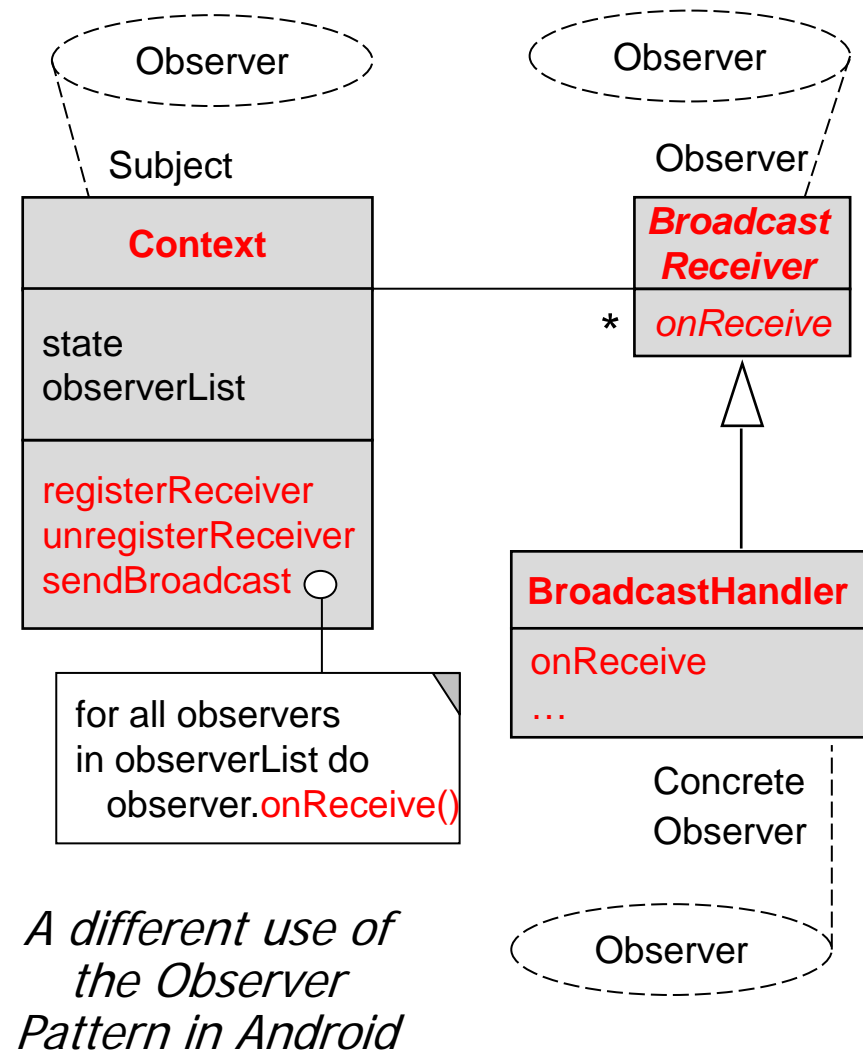 Observer
Observer
Subject
Observer
Context
Broadcast
Receiver
state
observerList
*
onReceive
registerReceiver
unregisterReceiver
sendBroadcast
BroadcastHandler
onReceive
…
for all observers
in observerList do
observer.onReceive()
Concrete
Observer
Observer
A different use of
the Observer
Pattern in Android